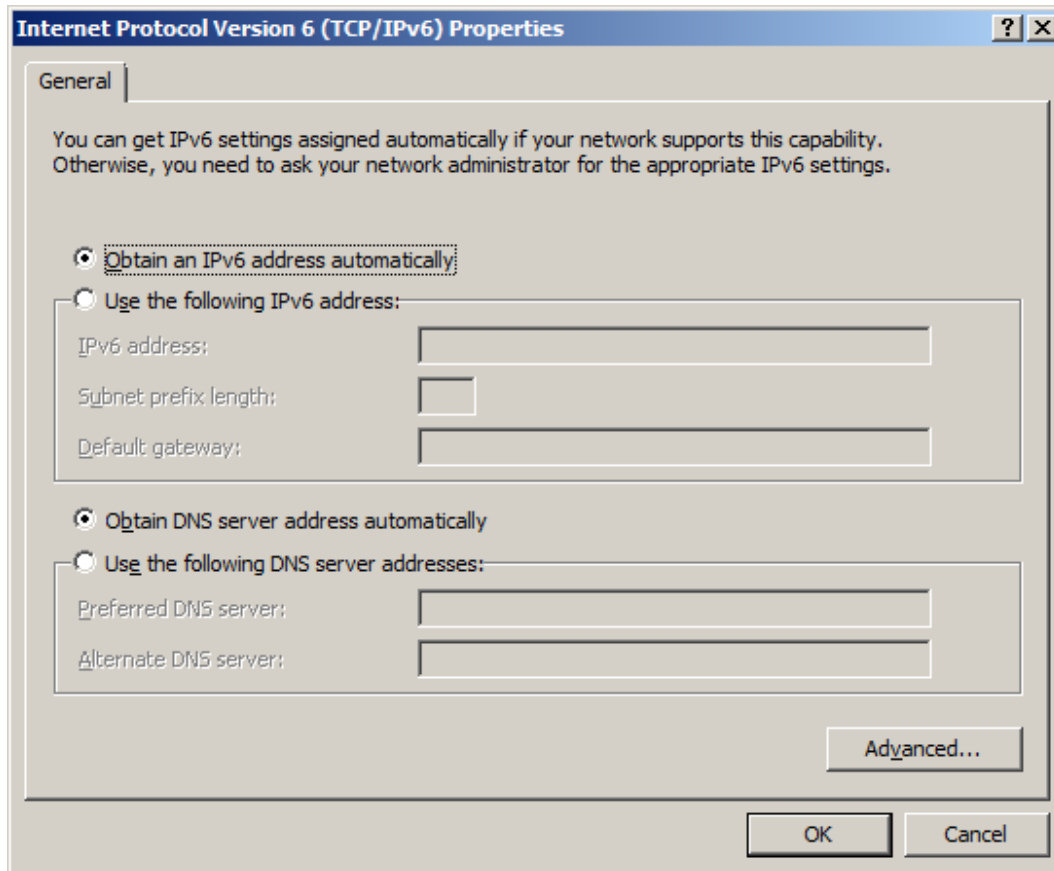 Internet Protocol Version 6 (TCP/IPv6) Properties
General
You can get IPv6 settings assigned automatically if your network supports this capability.
Otherwise, you need to ask your network administrator for the appropriate IPv6 settings.
Obtain an IPv6 address automatically
Use the following IPv6 address:
IPv6 address:
Subnet prefix length:
Default gateway:
Obtain DNS server address automatically
Use the following DNS server addresses:
Preferred DNS server:
Alternate DNS server:
Advanced...
OK Cancel